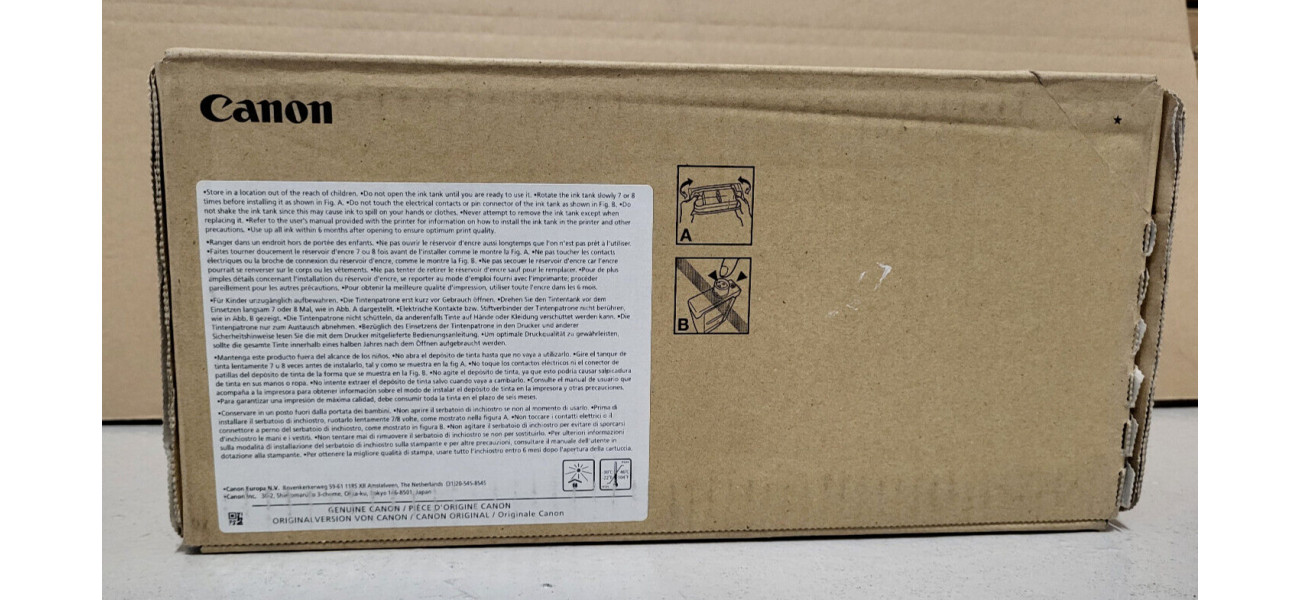 Canon
•Store in a location out of the reach of children. •Do not open the ink tank until you are ready to use it. •Rotate the ink tank slowly 7 or 8
times before installing it as shown in Fig. A. •Do not touch the electrical contacts or pin connector of the ink tank as shown in Fig. B. •Do
not shake the ink tank since this may cause ink to spill on your hands or clothes. •Never attempt to remove the ink tank except when
replacing it. •Refer to the user's manual provided with the printer for information on how to install the ink tank in the printer and other
precautions. •Use up all ink within 6 months after opening to ensure optimum print quality.
•Ranger dans un endroit hors de portée des enfants. •Ne pas ouvrir le réservoir d'encre aussi longtemps que l'on n'est pas prêt à l'utiliser.
•Faites tourner doucement le réservoir d'encre 7 ou 8 fois avant de l'installer comme le montre la Fig. A. •Ne pas toucher les contacts
électriques ou la broche de connexion du réservoir d'encre, comme le montre la Fig. B. •Ne pas secouer le réservoir d'encre car l'encre
pourrait se renverser sur le corps ou les vêtements. •Ne pas tenter de retirer le réservoir d'encre sauf pour le remplacer. •Pour de plus
amples détails concernant l'installation du réservoir d'encre, se reporter au mode d'emploi fourni avec l'imprimante; procéder
pareillement pour les autres précautions. •Pour obtenir la meilleure qualité d'impression, utiliser toute l'encre dans les 6 mois.
•Für Kinder unzugänglich aufbewahren. •Die Tintenpatrone erst kurz vor Gebrauch öffnen. •Drehen Sie den Tintentank vor dem
Einsetzen langsam 7 oder 8 Mal, wie in Abb. A dargestellt. •Elektrische Kontakte bzw. Stiftverbinder der Tintenpatrone nicht berühren,
wie in Abb. B gezeigt. •Die Tintenpatrone nicht schütteln, da anderenfalls Tinte auf Hände oder Kleidung verschüttet werden kann. •Die
Tintenpatrone nur zum Austausch abnehmen. •Bezüglich des Einsetzens der Tintenpatrone in den Drucker und anderer
Sicherheitshinweise lesen Sie die mit dem Drucker mitgelieferte Bedienungsanleitung. •Um optimale Druckqualität zu gewährleisten,
sollte die gesamte Tinte innerhalb eines halben Jahres nach dem Öffnen aufgebraucht werden.
•Mantenga este producto fuera del alcance de los niños. •No abra el depósito de tinta hasta que no vaya a utilizarlo. •Gire el tanque de
tinta lentamente 7 u 8 veces antes de instalarlo, tal y como se muestra en la fig A. •No toque los contactos eléctricos ni el conector de
patillas del depósito de tinta de la forma que se muestra en la Fig. B. •No agite el depósito de tinta, ya que esto podría causar salpicadura
de tinta en sus manos o ropa. •No intente extraer el depósito de tinta salvo cuando vaya a cambiarlo. •Consulte el manual de usuario que
acompaña a la impresora para obtener información sobre el modo de instalar el depósito de tinta en la impresora y otras precauciones.
•Para garantizar una impresión de máxima calidad, debe consumir toda la tinta en el plazo de seis meses.
•Conservare in un posto fuori dalla portata dei bambini. •Non aprire il serbatoio di inchiostro se non al momento di usarlo. •Prima di
installare il serbatoio di inchiostro, ruotarlo lentamente 7/8 volte, come mostrato nella figura A. •Non toccare i contatti elettrici o il
connettore a perno del serbatoio di inchiostro, come mostrato in figura B. •Non agitare il serbatoio di inchiostro per evitare di sporcarsi
d'inchiostro le mani e i vestiti. •Non tentare mai di rimuovere il serbatoio di inchiostro se non per sostituirlo. •Per ulteriori informazioni
sulla modalità di installazione del serbatoio di inchiostro sulla stampante e per altre precauzioni, consultare il manuale dell'utente in
dotazione alla stampante. •Per ottenere la migliore qualità di stampa, usare tutto l'inchiostro entro 6 mesi dopo l'apertura della cartuccia.
•Canon Europa N.V. Bovenkerkerweg 59-61 1185 XB Amstelveen, The Netherlands (31)20-545-8545
•Canon Inc. 30-2, Shimomaruko 3-chome, Ohta-ku, Tokyo 146-8501, Japan
GENUINE CANON / PIÈCE D'ORIGINE CANON
ORIGINALVERSION VON CANON / CANON ORIGINAL / Originale Canon
A
B